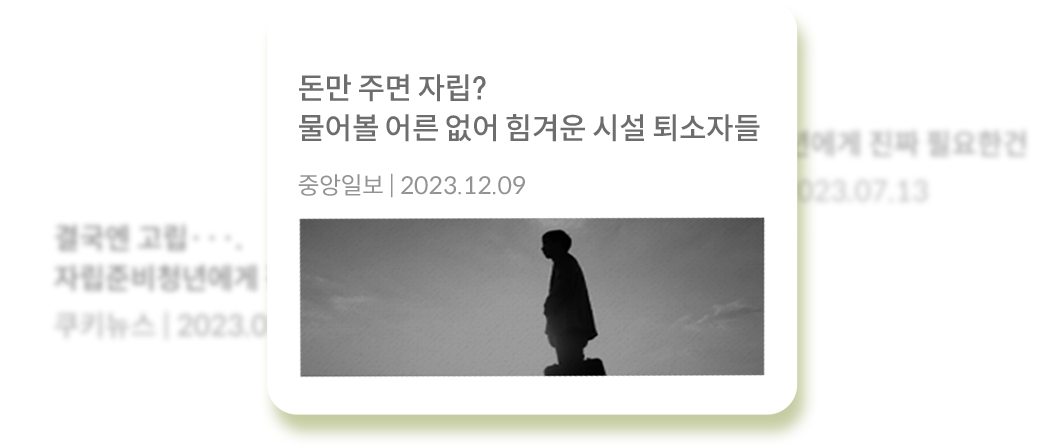 돈만 주면 자립?
물어볼 어른 없어 힘겨운 시설 퇴소자들
중앙일보 | 2023.12.09
결국엔 고립···.
자립준비청년에게
쿠키뉴스 | 2023.0
에게 진짜 필요한건
023.07.13